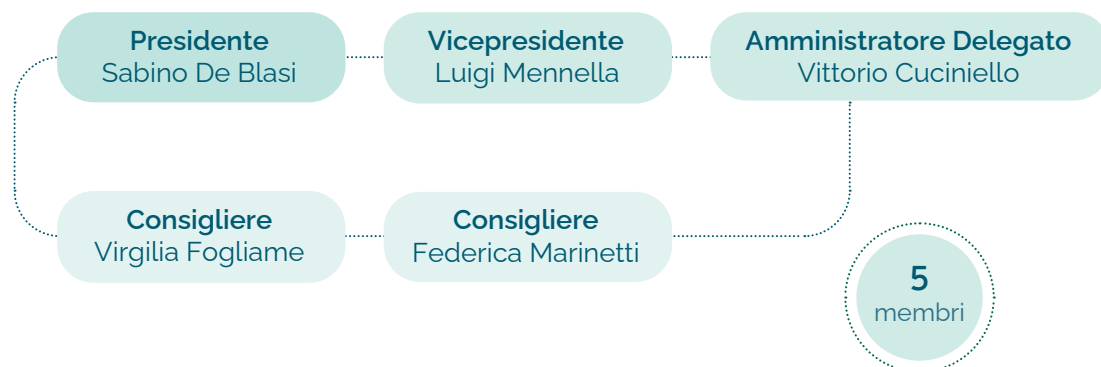 Presidente
Sabino De Blasi
Vicepresidente
Luigi Mennella
Amministratore Delegato
Vittorio Cuciniello
Consigliere
Virgilia Fogliame
Consigliere
Federica Marinetti
5
membri